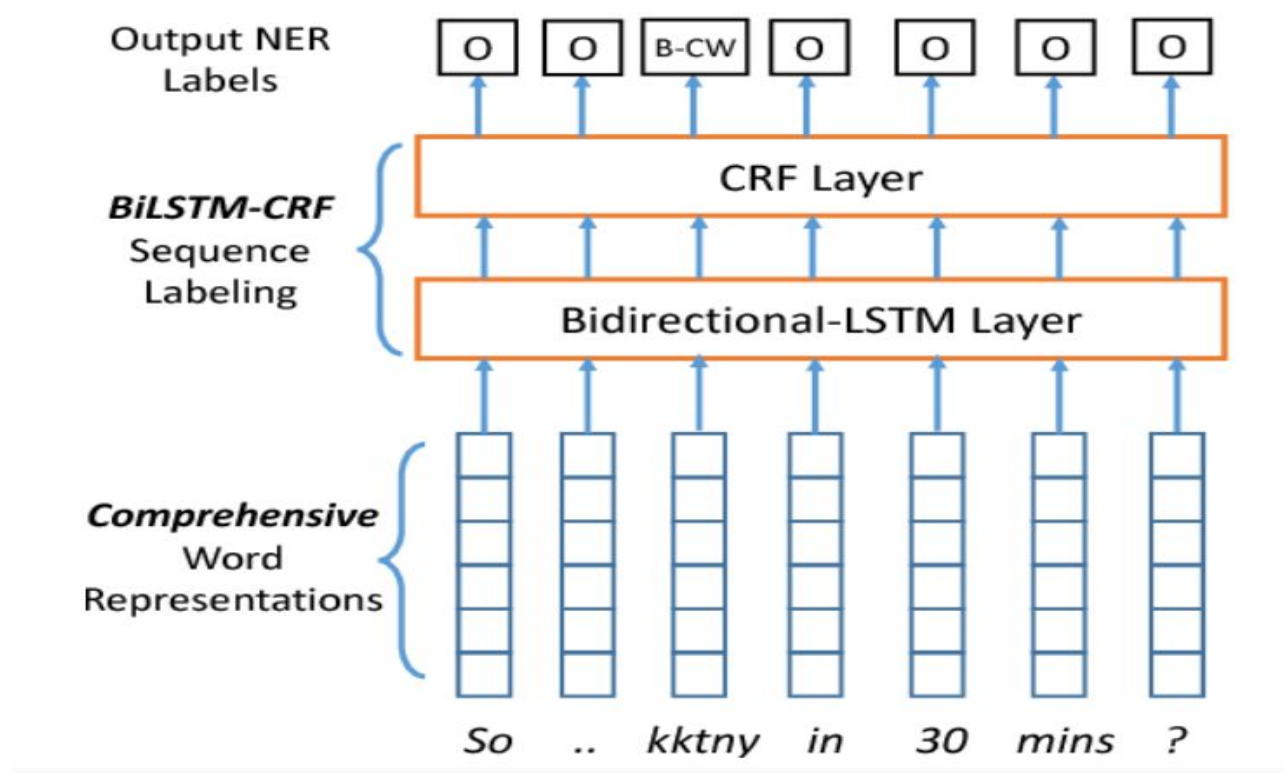 Output NER
Labels
O O B-CW O O O O
CRF Layer
BiLSTM-CRF
Sequence
Labeling
Bidirectional-LSTM Layer
Comprehensive
Word
Representations
So .. kktny in 30 mins ?